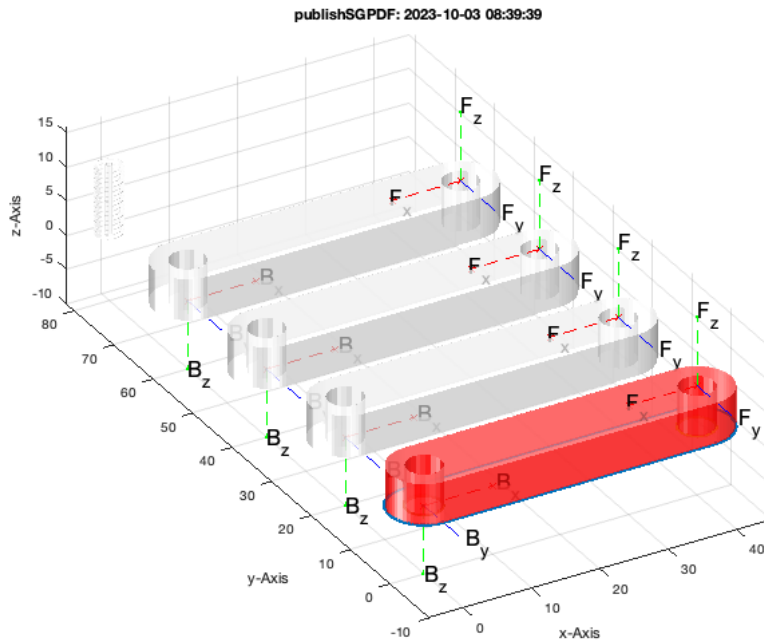 publishSGPDF: 2023-10-03 08:39:39
F z
15
10
5
0
-5
-10
z-Axis
F x
F y
F z
B x
B
B z
F x
F y
F z
B x
B
B z
F x
F y
F z
B x
B y
B z
F x
F y
B x
B y
B z
80
70
60
50
40
30
20
10
0
-10
y-Axis
0
10
20
30
40
x-Axis